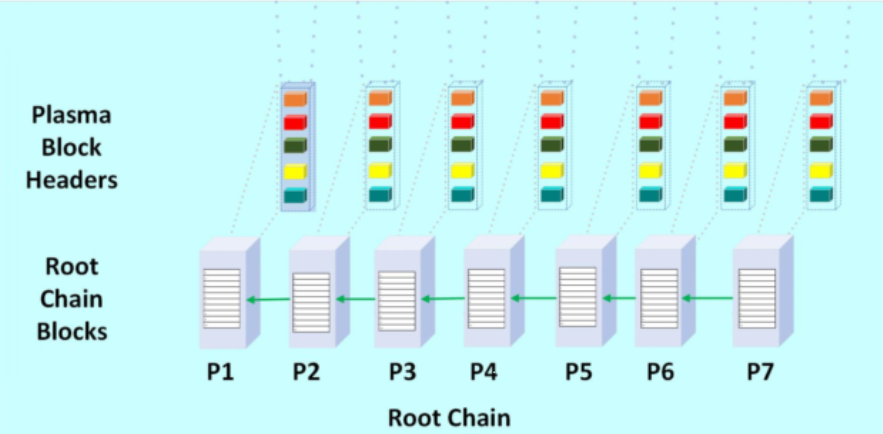 Plasma
Block
Headers
Root
Chain
Blocks
P1 P2 P3 P4 P5 P6 P7
Root Chain